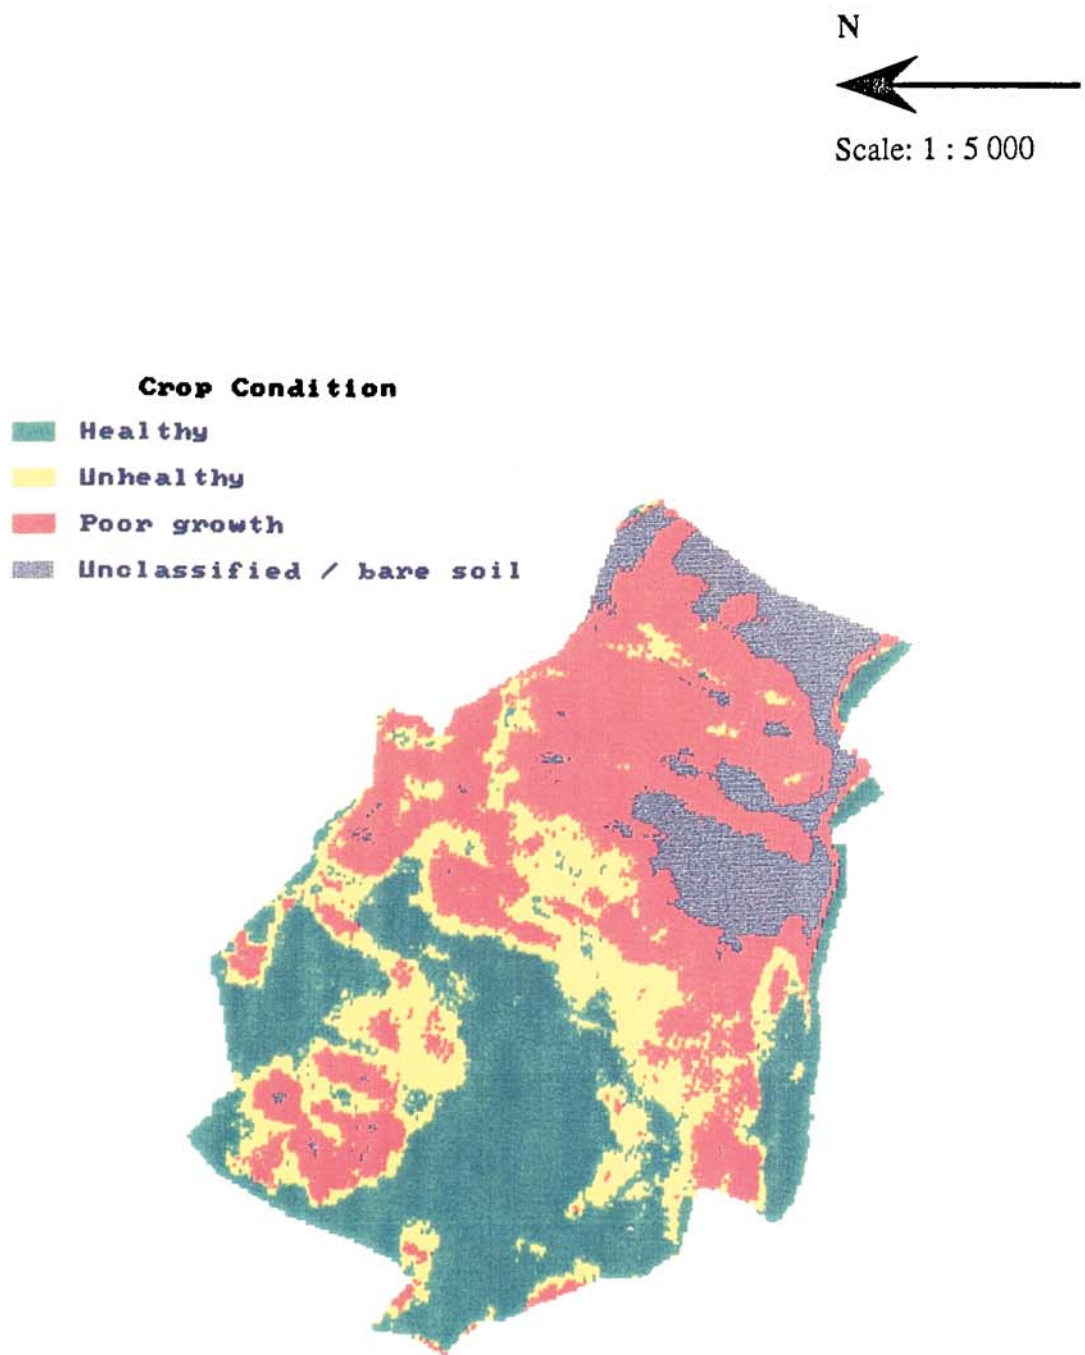 N
Scale: 1 : 5 000
Crop Condition
Healthy
Unhealthy
Poor growth
Unclassified / bare soil